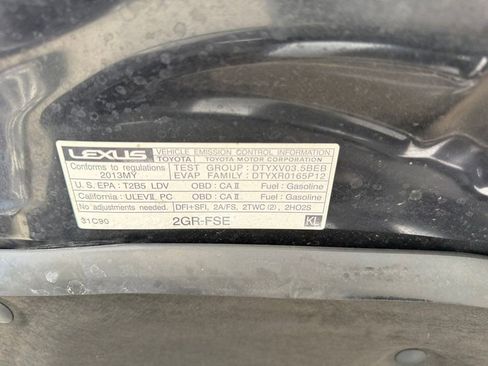 LEXUS VEHICLE EMISSION CONTROL INFORMATION
TOYOTA TOYOTA MOTOR CORPORATION
Conforms to regulations 2013MY
TEST GROUP : DTYXV03.5BEB
EVAP FAMILY : DTYXR0165P12
U.S. EPA : T2B5 LDV OBD : CA II Fuel : Gasoline
California : ULEVII, PC OBD : CA II Fuel : Gasoline
No adjustments needed. DFI+SFI, 2A/FS, 2TWC (2), 2HO2S
31C90 2GR-FSE KL